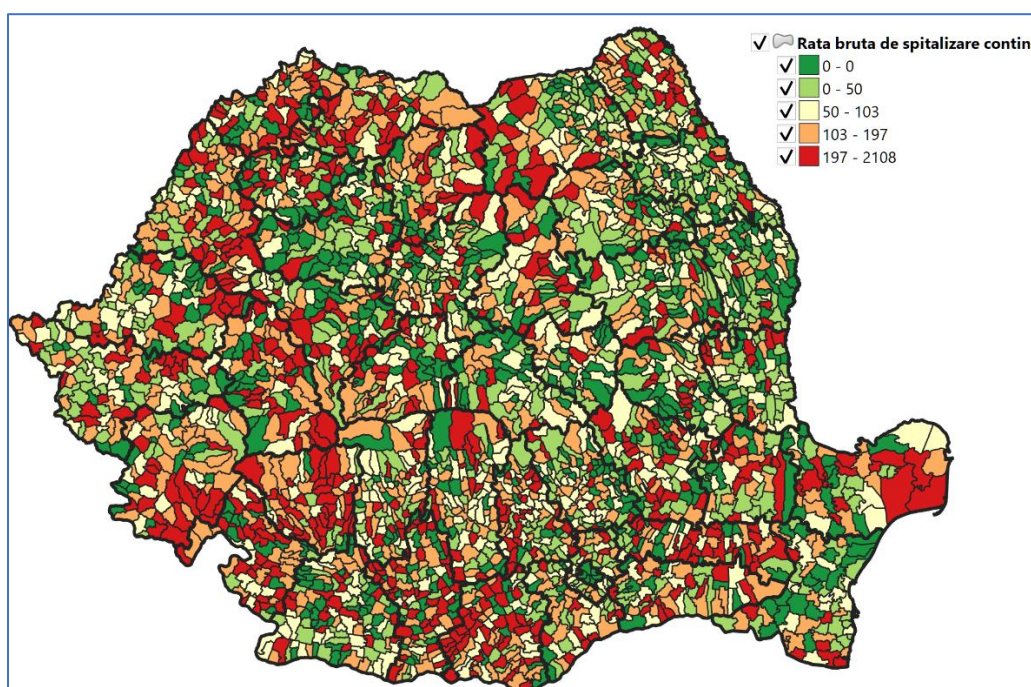 Rata bruta de spitalizare contin
0 - 0
0 - 50
50 - 103
103 - 197
197 - 2108